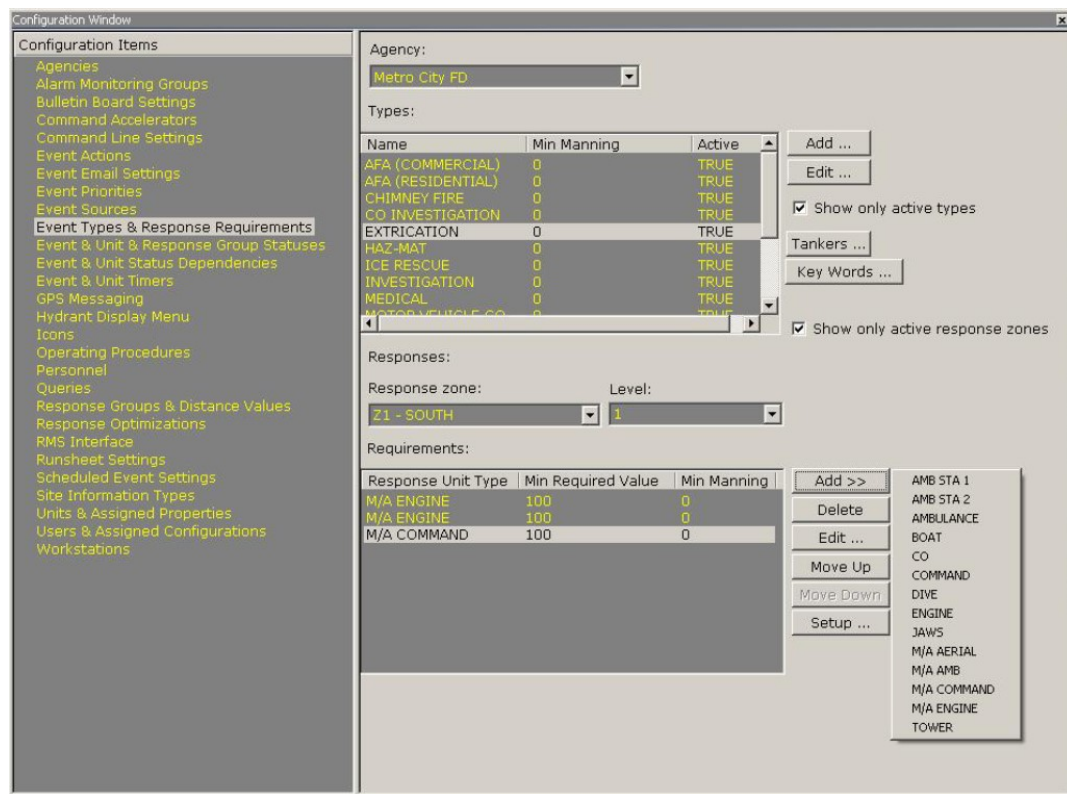 Configuration Window
Configuration Items
Agencies
Alarm Monitoring Groups
Bulletin Board Settings
Command Accelerators
Command Line Settings
Event Actions
Event Email Settings
Event Priorities
Event Sources
Event Types & Response Requirements
Event & Unit & Response Group Statuses
Event & Unit Status Dependencies
Event & Unit Timers
GPS Messaging
Hydrant Display Menu
Icons
Operating Procedures
Personnel
Queries
Response Groups & Distance Values
Response Optimizations
RMS Interface
Runsheet Settings
Scheduled Event Settings
Site Information Types
Units & Assigned Properties
Users & Assigned Configurations
Workstations
Agency:
Metro City FD
Types:
Name Min Manning Active
AFA (COMMERCIAL) 0 TRUE
AFA (RESIDENTIAL) 0 TRUE
CHIMNEY FIRE 0 TRUE
CO INVESTIGATION 0 TRUE
EXTRICATION 0 TRUE
HAZ-MAT 0 TRUE
ICE RESCUE 0 TRUE
INVESTIGATION 0 TRUE
MEDICAL 0 TRUE
MOTOR VEHICLE CO 0 TRUE
Add ...
Edit ...
Show only active types
Tankers ...
Key Words ...
Show only active response zones
Responses:
Response zone: Level:
Z1 - SOUTH 1
Requirements:
Response Unit Type Min Required Value Min Manning
M/A ENGINE 100 0
M/A ENGINE 100 0
M/A COMMAND 100 0
Add >>
Delete
Edit ...
Move Up
Move Down
Setup ...
AMB STA 1
AMB STA 2
AMBULANCE
BOAT
CO
COMMAND
DIVE
ENGINE
JAWS
M/A AERIAL
M/A AMB
M/A COMMAND
M/A ENGINE
TOWER